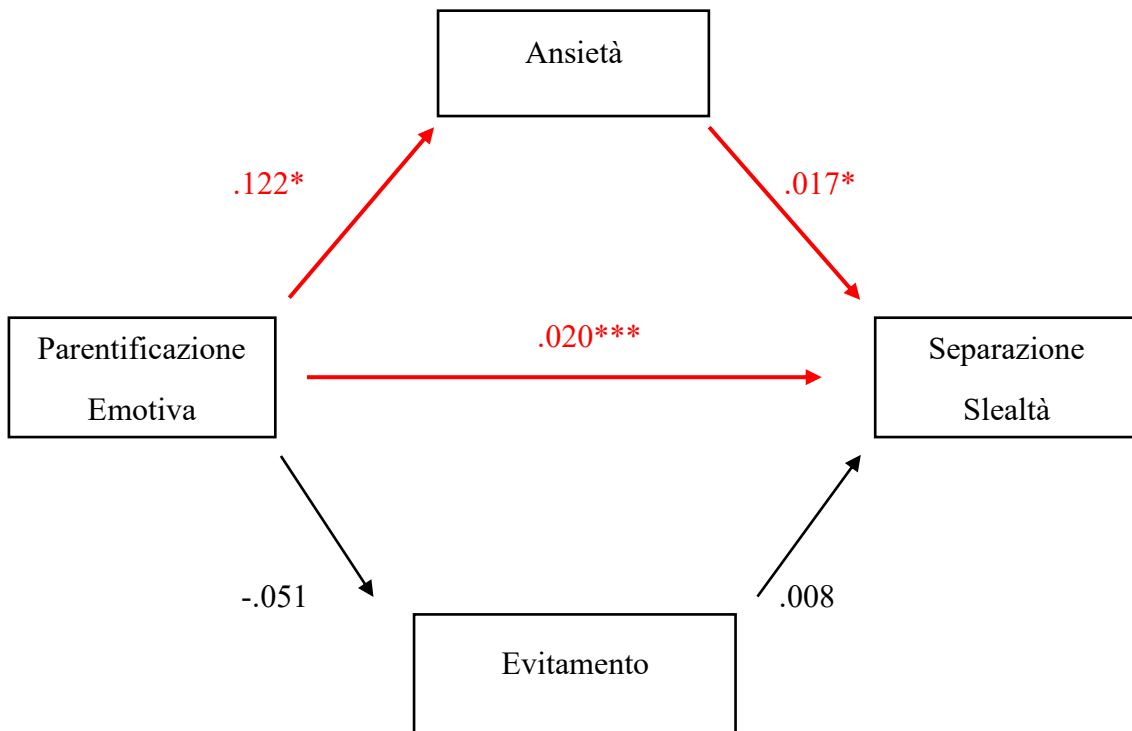 Ansietà
.122*
.017*
.020***
Parentificazione
Emotiva
Separazione
Slealtà
-.051
.008
Evitamento